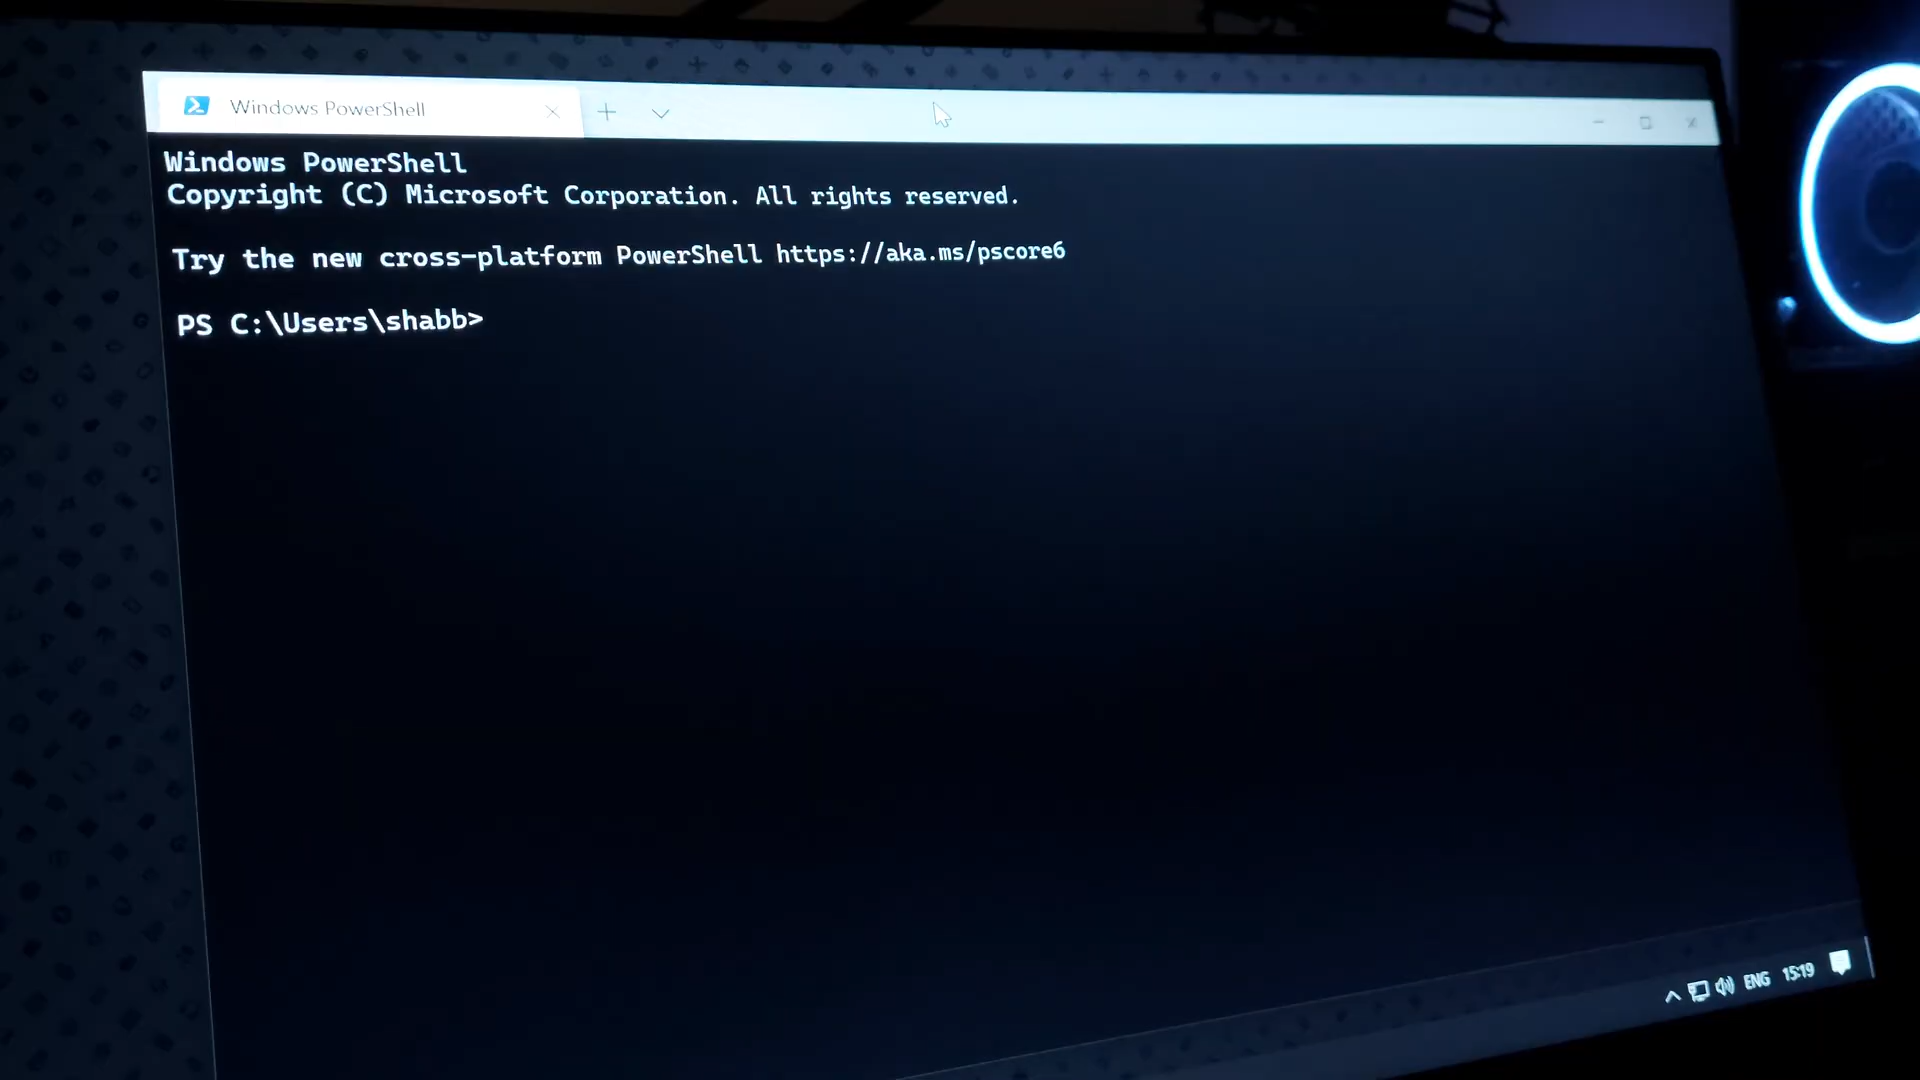 Windows PowerShell
Windows PowerShell
Copyright (C) Microsoft Corporation. All rights reserved.
Try the new cross-platform PowerShell https://aka.ms/pscore6
PS C:\Users\shabb>
ENG 15:19